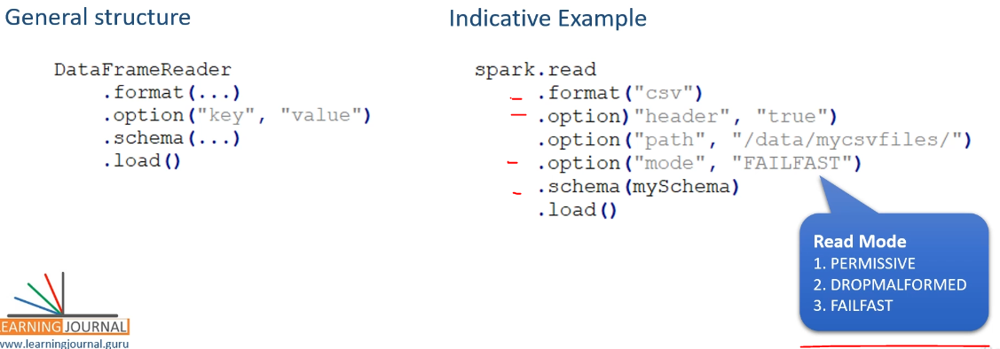 General structure
DataFrameReader
.format(...)
.option("key", "value")
.schema(...)
.load()
Indicative Example
spark.read
.format("csv")
.option)"header", "true")
.option("path", "/data/mycsvfiles/")
.option("mode", "FAILFAST")
.schema(mySchema)
.load()
Read Mode
1. PERMISSIVE
2. DROPMALFORMED
3. FAILFAST
LEARNING JOURNAL
www.learningjournal.guru